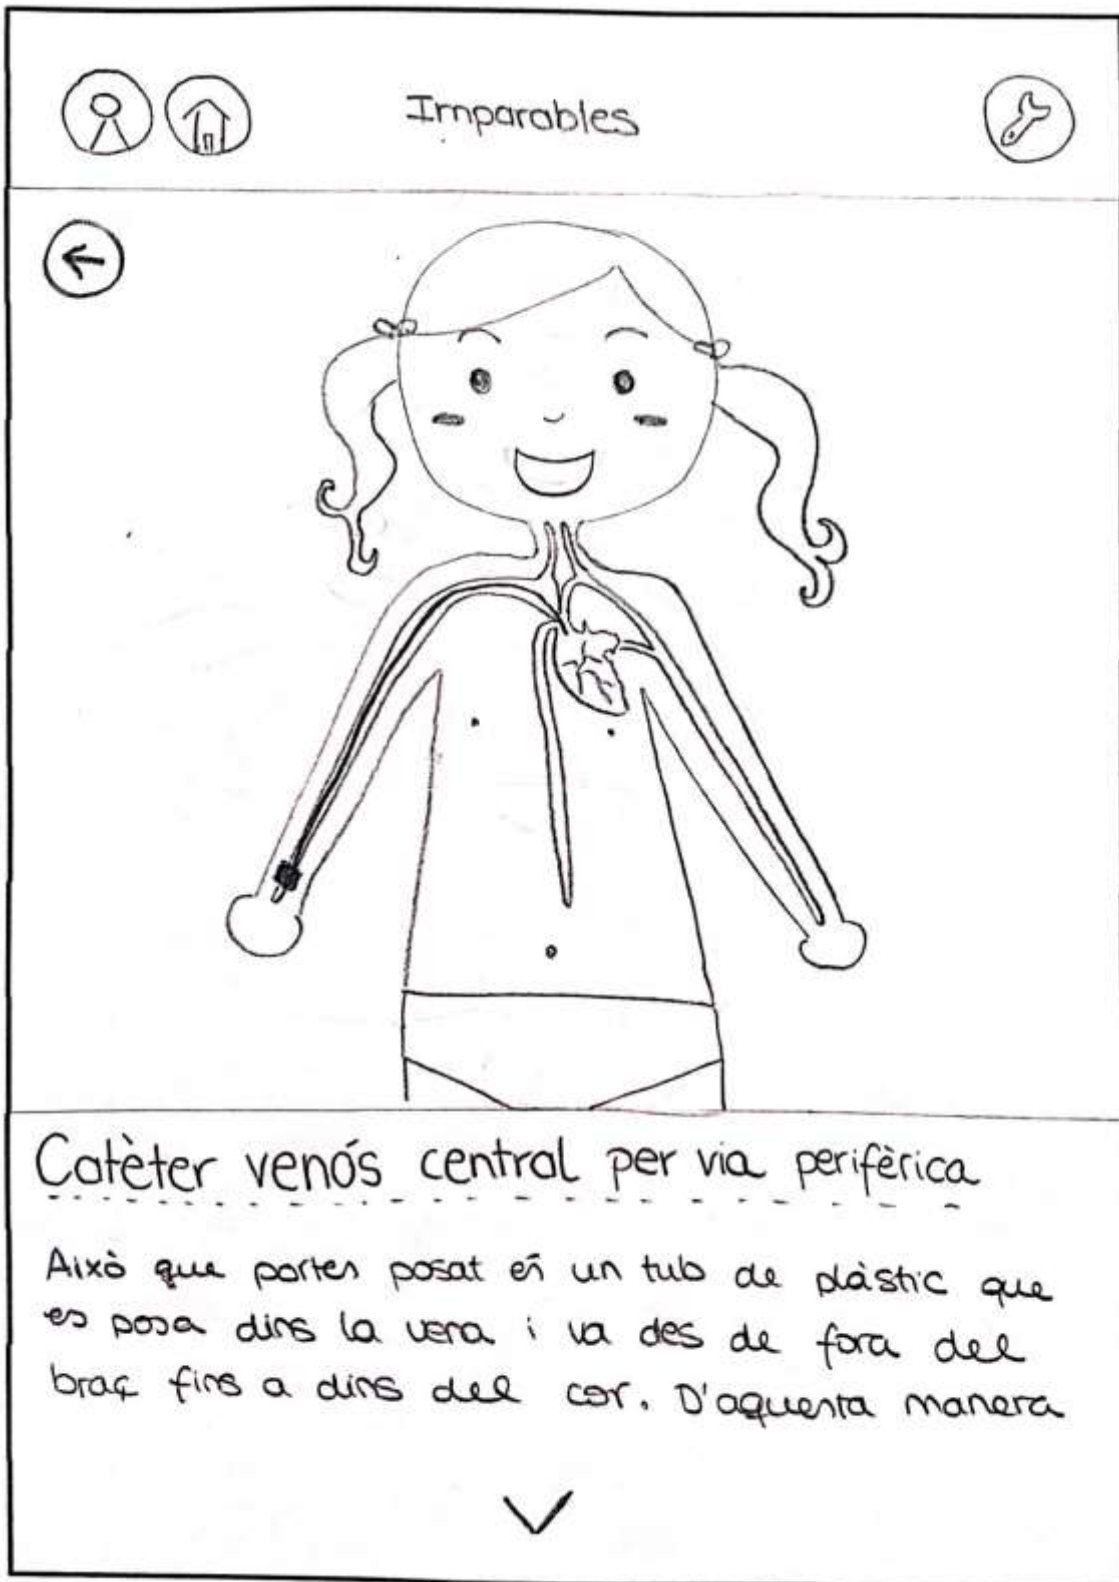 Imparables
Catèter venós central per via perifèrica
Això que portes posat és un tub de plàstic que
es posa dins la vena i va des de fora del
braç fins a dins del cor. D'aquesta manera